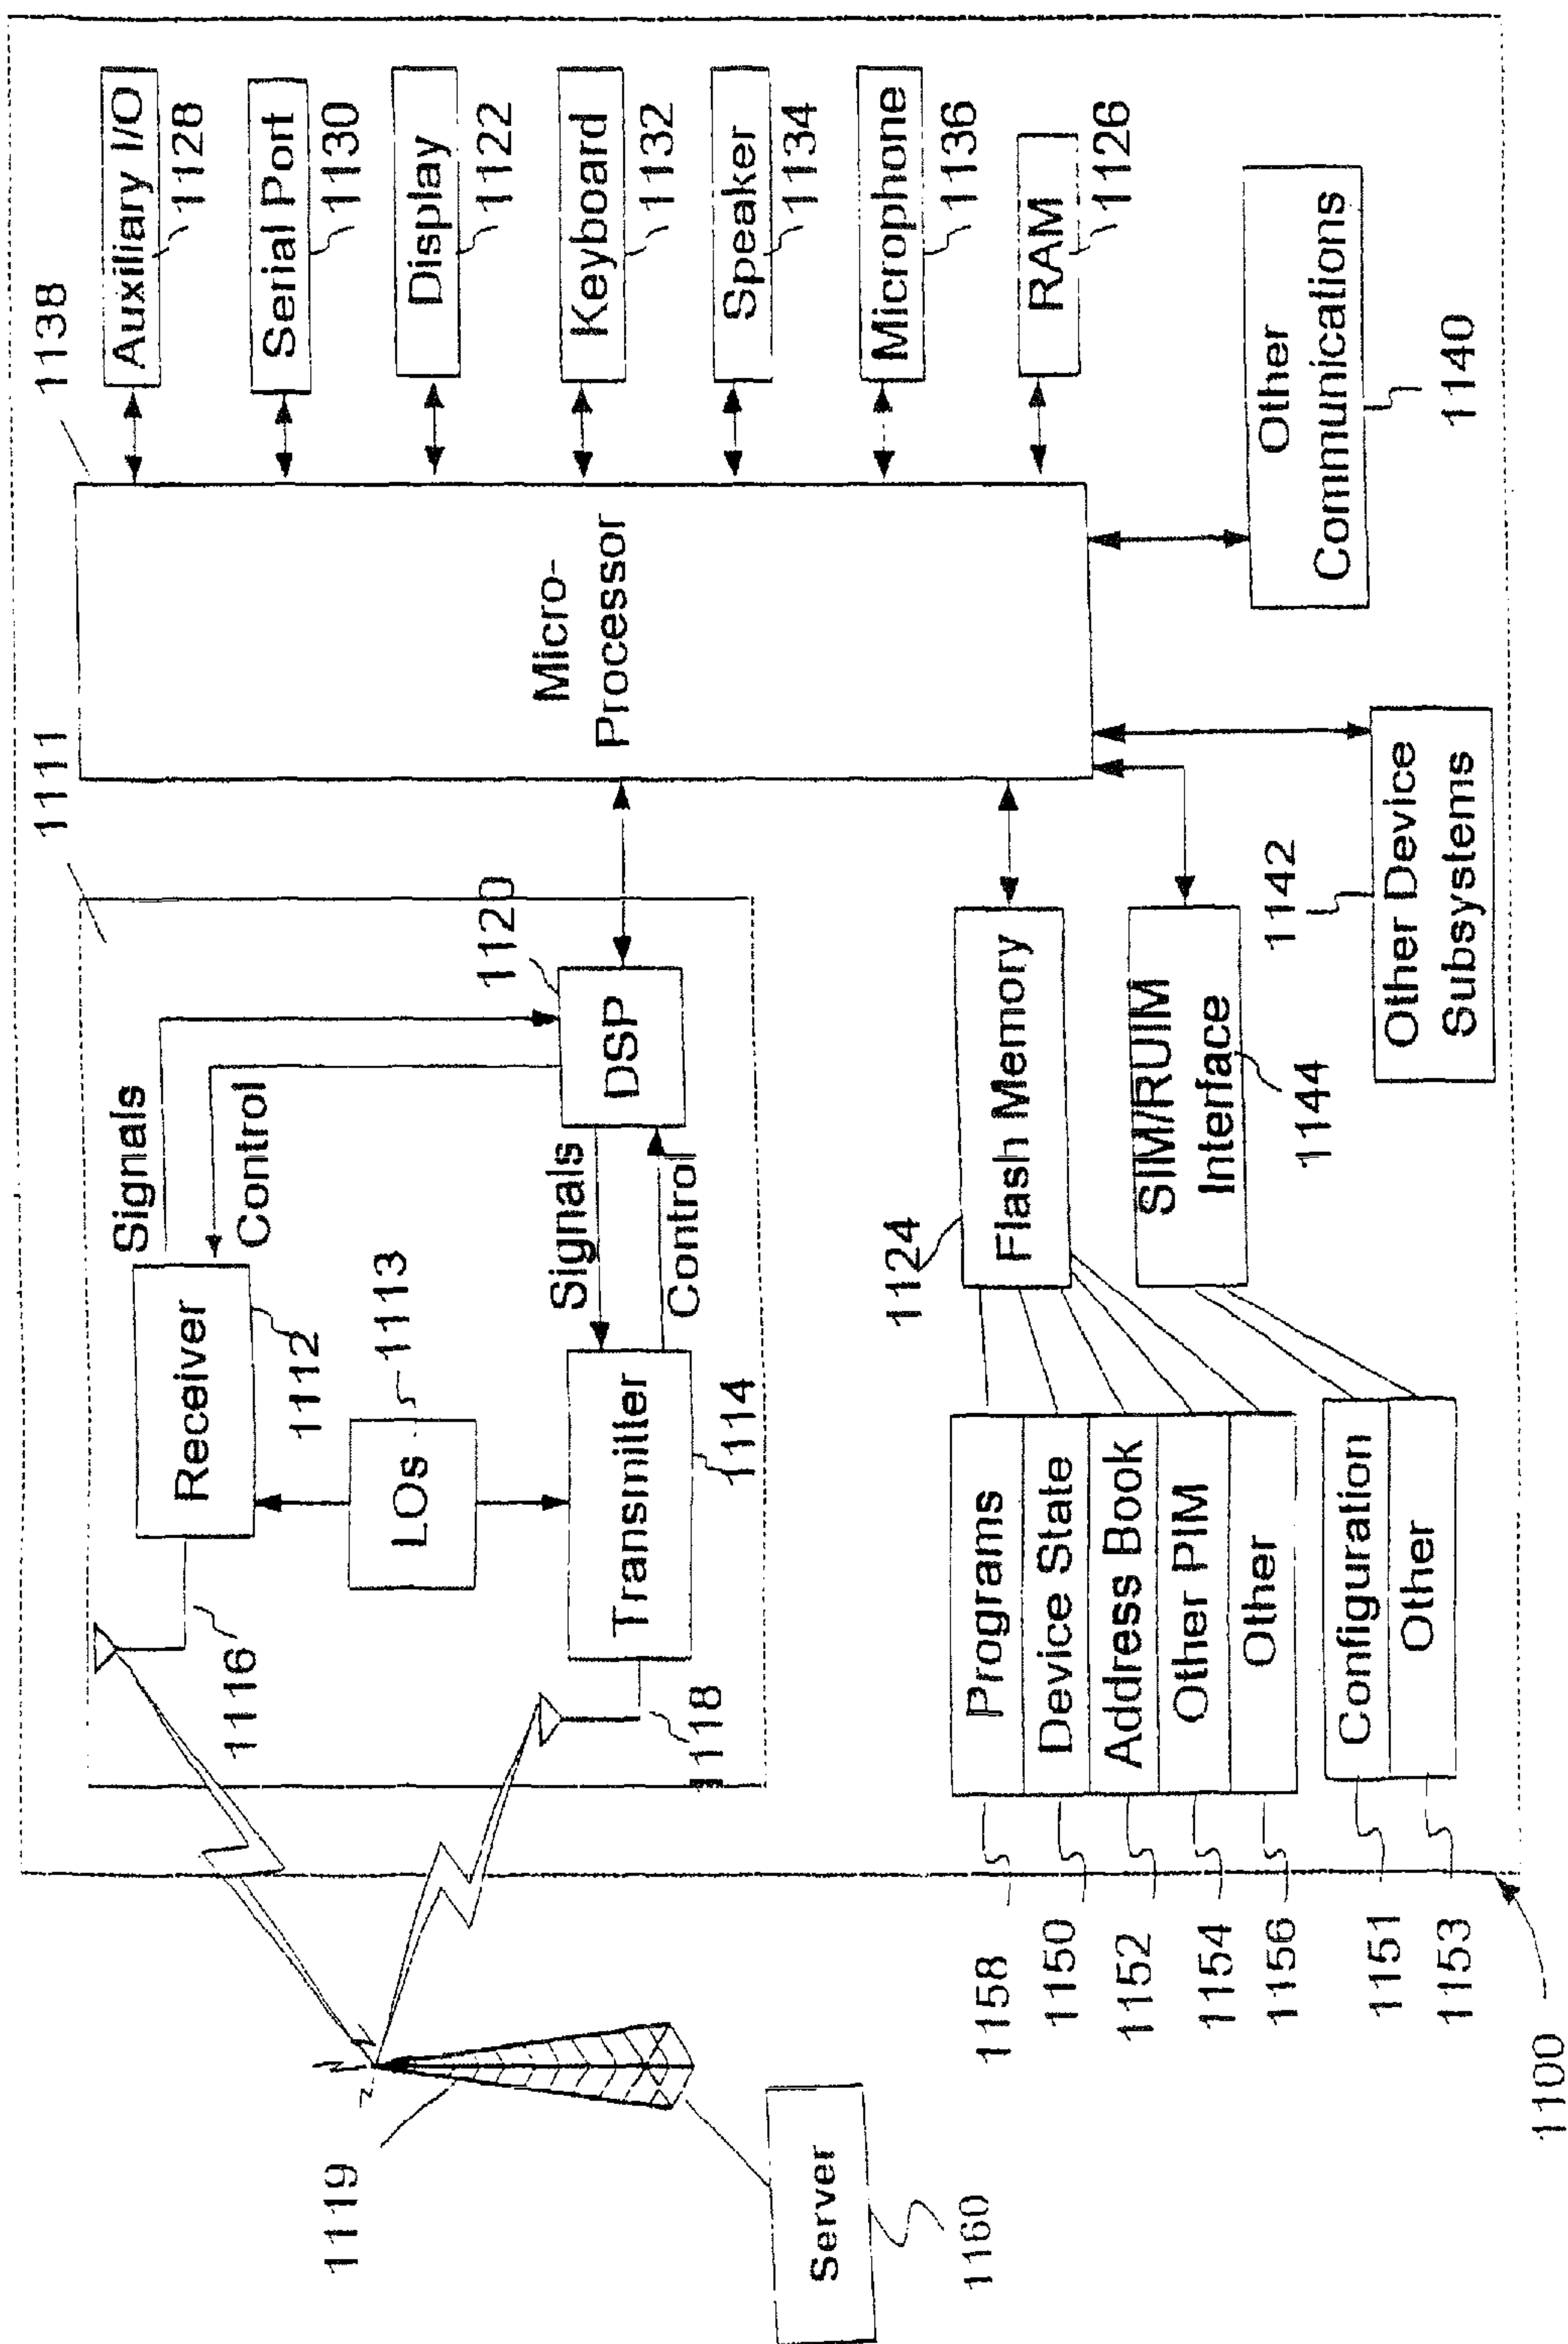 1138
1111
Auxiliary I/O
1128
Serial Port
1130
Display
1122
Keyboard
1132
Speaker
1134
Microphone
1136
RAM
1126
Micro-
Processor
Other
Communications
1140
Other Device
Subsystems
1142
Signals
Control
1120
DSP
Signals
Control
Receiver
1112
LOs
1113
Transmitter
1114
1116
1118
1119
Server
1160
Flash Memory
1124
SIM/RUIM
Interface
1144
Programs
Device State
Address Book
Other PIM
Other
Configuration
Other
1158
1150
1152
1154
1156
1151
1153
1100